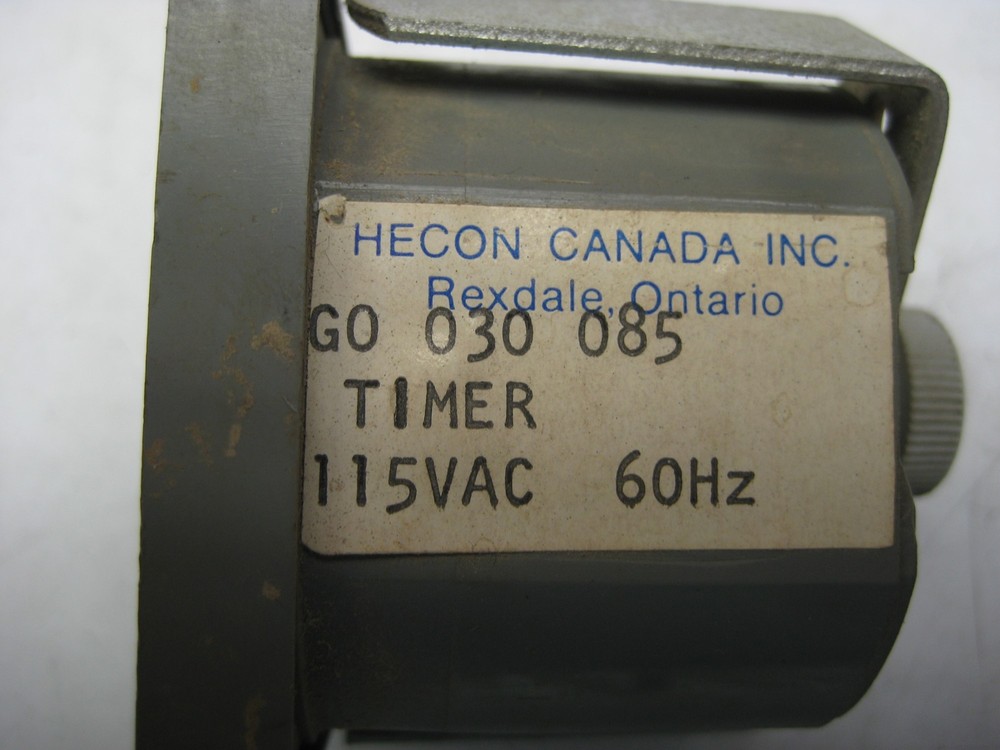 HECON CANADA INC.
Rexdale, Ontario
GO 030 085
TIMER
115VAC 60Hz